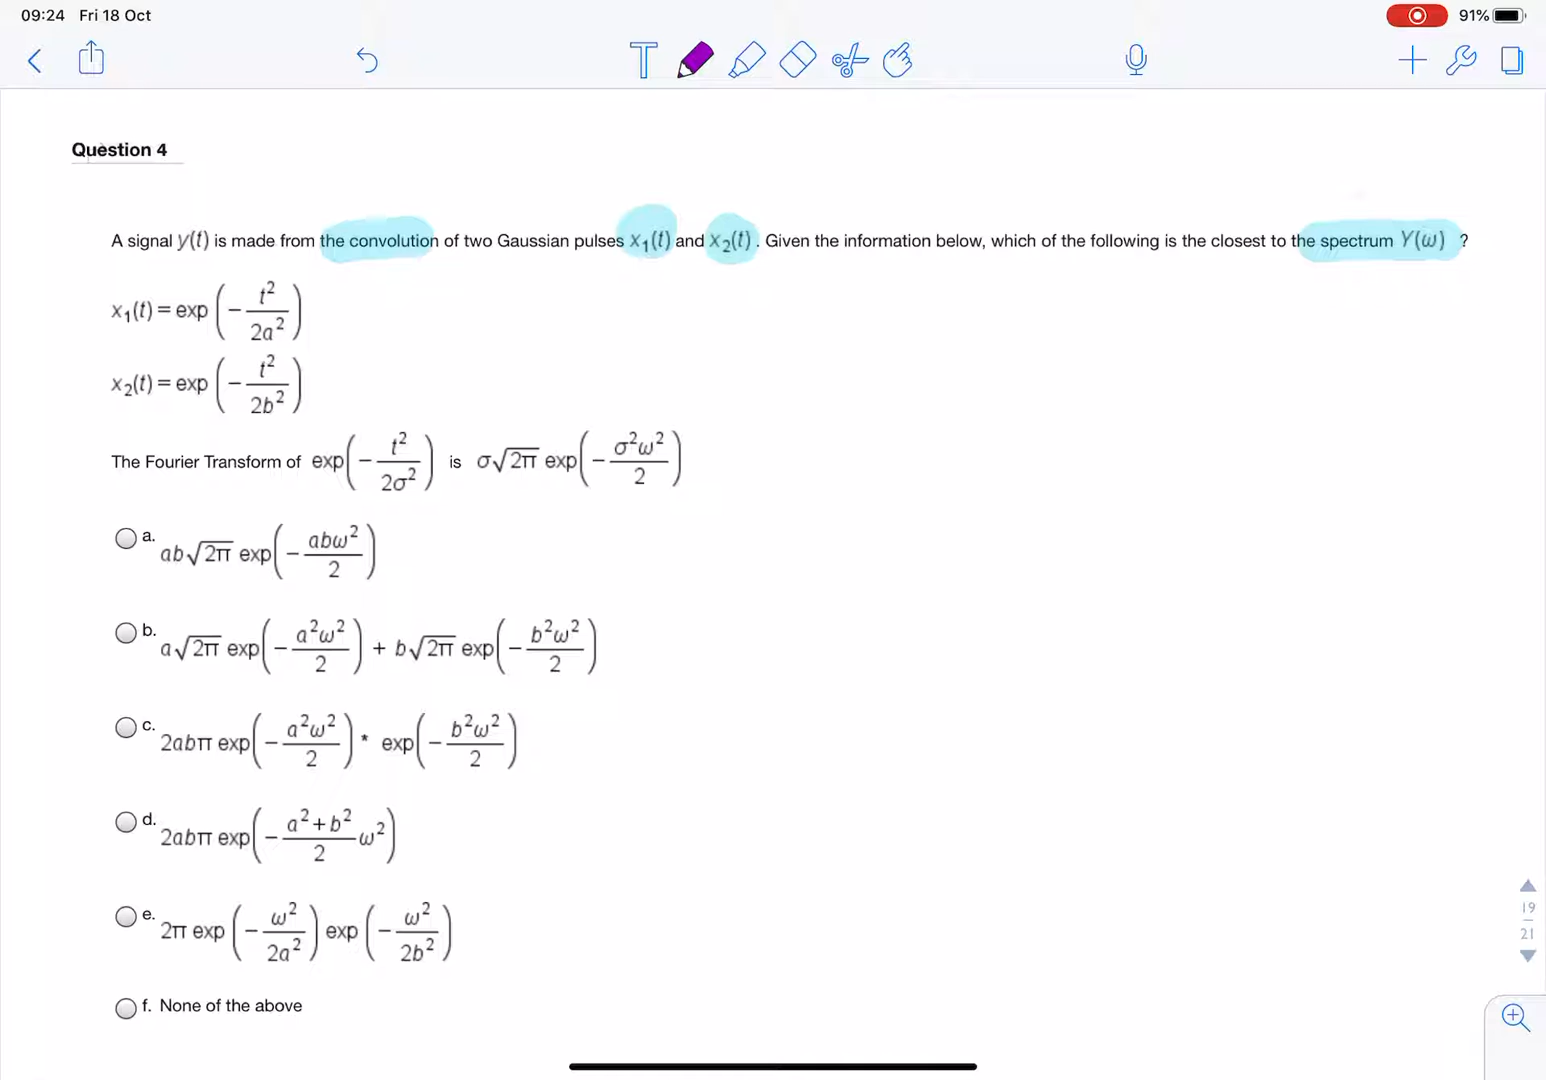 09:24 Fri 18 Oct
91%
T
Question 4
A signal y(t) is made from the convolution of two Gaussian pulses x₁(t) and x₂(t) . Given the information below, which of the following is the closest to the spectrum Y(ω) ?
x₁(t) = exp(−t²/2a²)
x₂(t) = exp(−t²/2b²)
The Fourier Transform of exp(−t²/2σ²) is σ√2π exp(−σ²ω²/2)
a. ab√2π exp(−abω²/2)
b. a√2π exp(−a²ω²/2) + b√2π exp(−b²ω²/2)
c. 2abπ exp(−a²ω²/2) * exp(−b²ω²/2)
d. 2abπ exp(−(a²+b²)/2 ω²)
e. 2π exp(−ω²/2a²) exp(−ω²/2b²)
f. None of the above
19
21